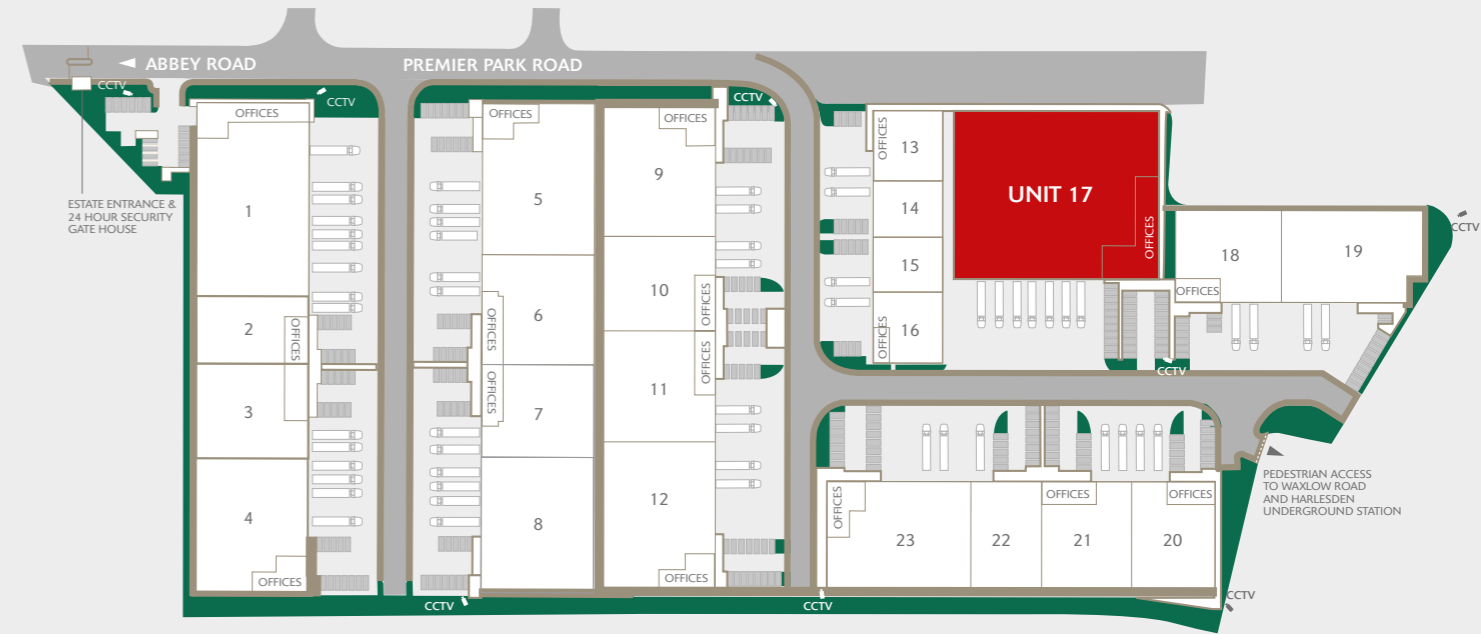 ABBEY ROAD
PREMIER PARK ROAD
CCTV
CCTV
CCTV
ESTATE ENTRANCE &
24 HOUR SECURITY
GATE HOUSE
OFFICES
1
2
OFFICES
3
4
OFFICES
OFFICES
5
6
OFFICES
OFFICES
7
8
OFFICES
9
10
OFFICES
OFFICES
11
12
OFFICES
OFFICES
13
14
15
16
OFFICES
UNIT 17
OFFICES
18
OFFICES
19
CCTV
CCTV
PEDESTRIAN ACCESS
TO WAXLOW ROAD
AND HARLESDEN
UNDERGROUND STATION
OFFICES
23
22
OFFICES
21
OFFICES
20
CCTV
CCTV
CCTV